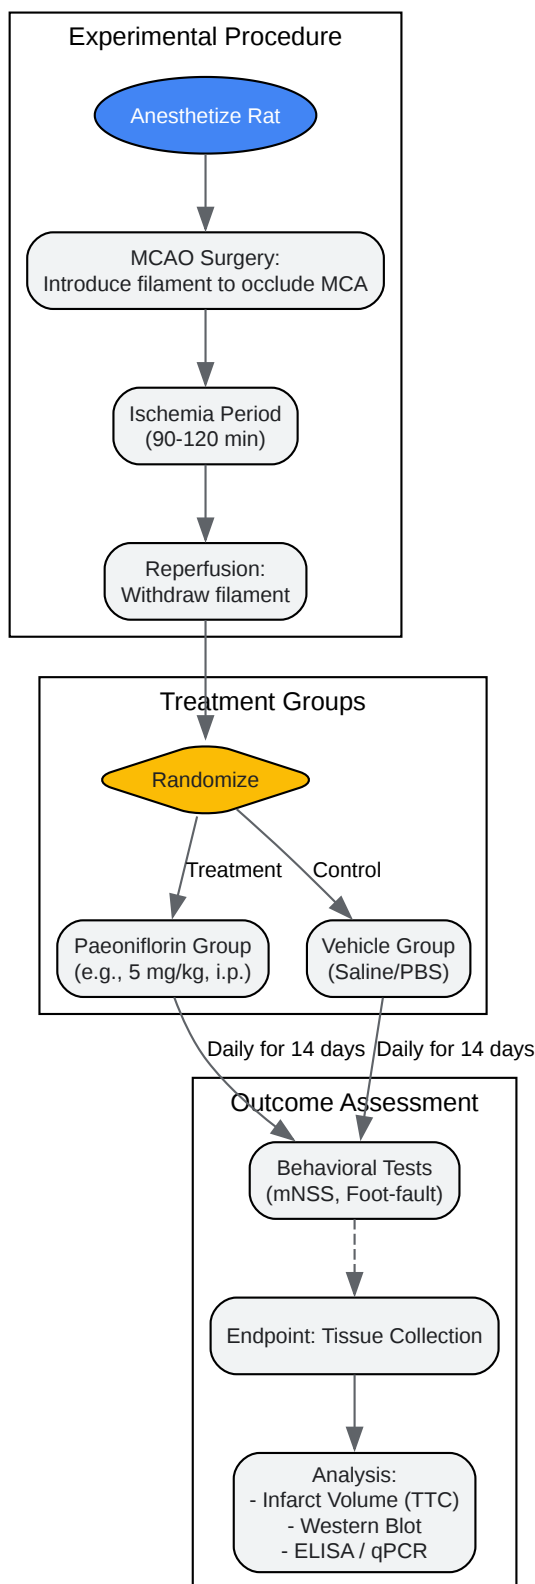 Experimental Procedure
Anesthetize Rat
MCAO Surgery:
Introduce filament to occlude MCA
Ischemia Period
(90-120 min)
Reperfusion:
Withdraw filament
Treatment Groups
Randomize
Treatment
Control
Paeoniflorin Group
(e.g., 5 mg/kg, i.p.)
Vehicle Group
(Saline/PBS)
Daily for 14 days
Daily for 14 days
Outcome Assessment
Behavioral Tests
(mNSS, Foot-fault)
Endpoint: Tissue Collection
Analysis:
- Infarct Volume (TTC)
- Western Blot
- ELISA / qPCR